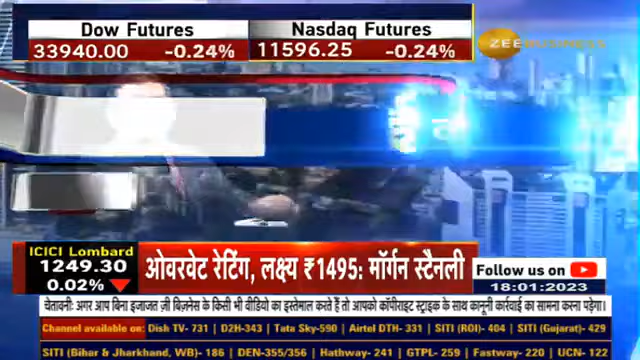 Dow Futures
33940.00 -0.24%
Nasdaq Futures
11596.25 -0.24%
ZEE BUSINESS
ICICI Lombard
1249.30
0.02%
ओवरवेट रेटिंग, लक्ष्य ₹1495: मॉर्गन स्टैनली
Follow us on
18:01:2023
चेतावनी: अगर आप बिना इजाजत ज़ी बिज़नेस के किसी भी वीडियो का इस्तेमाल करते हैं तो आपको कॉपीराइट स्ट्राइक के साथ कानूनी कार्रवाई का सामना करना पड़ेगा.
Channel available on: Dish TV- 731 | D2H-343 | Tata Sky-590 | Airtel DTH- 331 | SITI (ROI) - 404 | SITI (Gujarat)- 429
SITI (Bihar & Jharkhand, WB)- 186 | DEN-355/356 | Hathway- 241 | GTPL- 259 | Fastway- 220 | UCN- 122